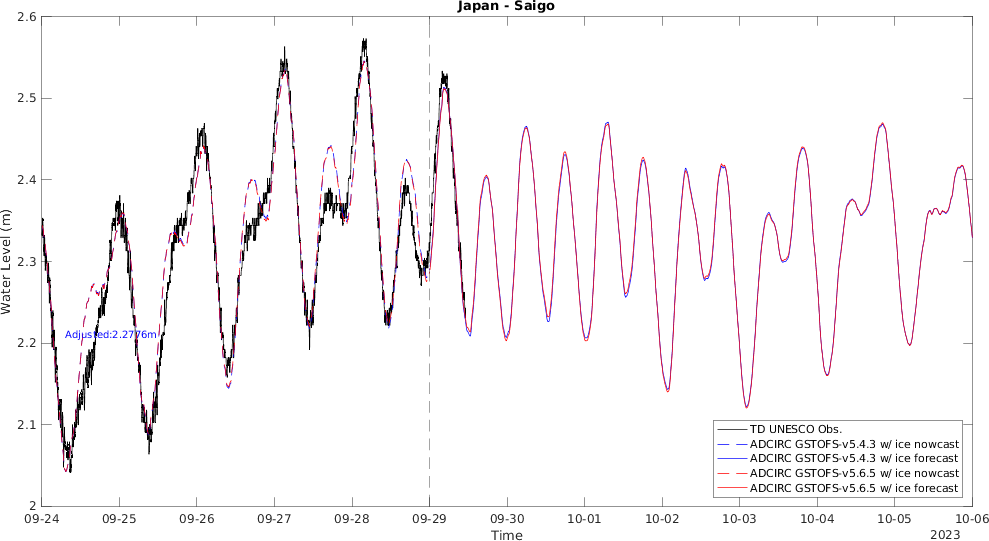 Japan - Saigo
2.6
2.5
2.4
2.3
2.2
2.1
2
Water Level (m)
Adjusted:2.2776m
TD UNESCO Obs.
ADCIRC GSTOFS-v5.4.3 w/ ice nowcast
ADCIRC GSTOFS-v5.4.3 w/ ice forecast
ADCIRC GSTOFS-v5.6.5 w/ ice nowcast
ADCIRC GSTOFS-v5.6.5 w/ ice forecast
09-24 09-25 09-26 09-27 09-28 09-29 09-30 10-01 10-02 10-03 10-04 10-05 10-06
Time
2023